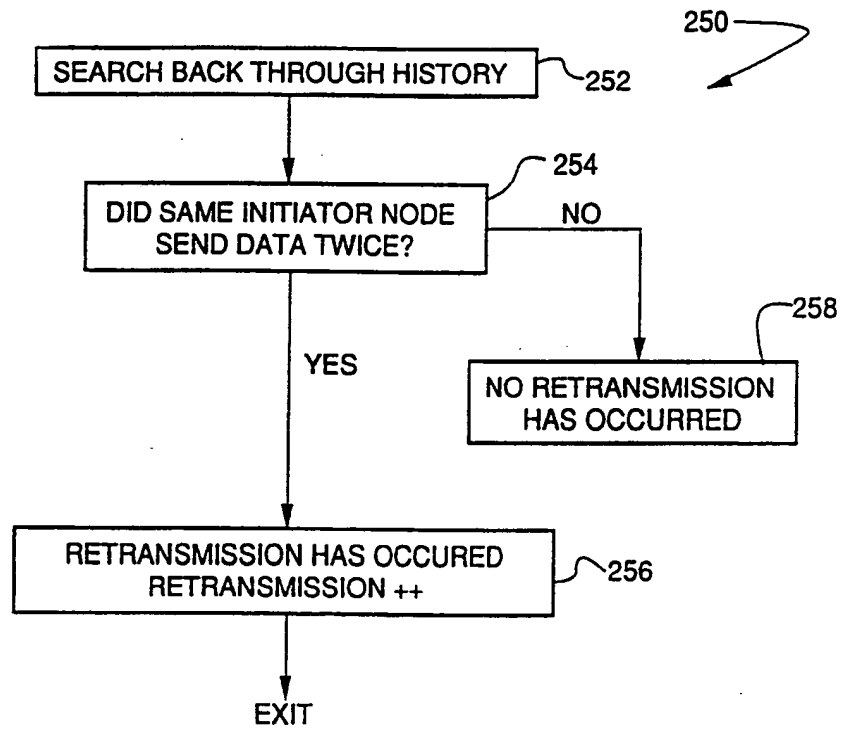 250
SEARCH BACK THROUGH HISTORY
252
254
DID SAME INITIATOR NODE
SEND DATA TWICE?
NO
258
YES
NO RETRANSMISSION
HAS OCCURRED
RETRANSMISSION HAS OCCURED
RETRANSMISSION ++
256
EXIT